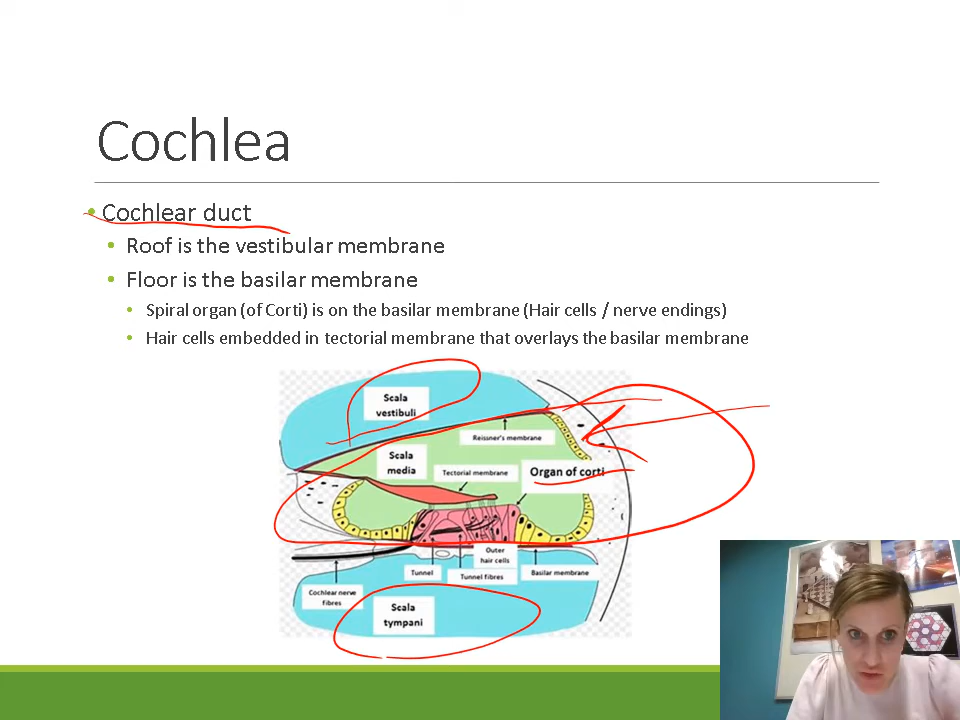 Cochlea
• Cochlear duct
• Roof is the vestibular membrane
• Floor is the basilar membrane
• Spiral organ (of Corti) is on the basilar membrane (Hair cells / nerve endings)
• Hair cells embedded in tectorial membrane that overlays the basilar membrane
Scala
vestibuli
Reissner's membrane
Scala
media
Tectorial membrane
Organ of corti
Outer
hair cells
Tunnel
Tunnel fibres
Basilar membrane
Cochlear nerve
fibres
Scala
tympani